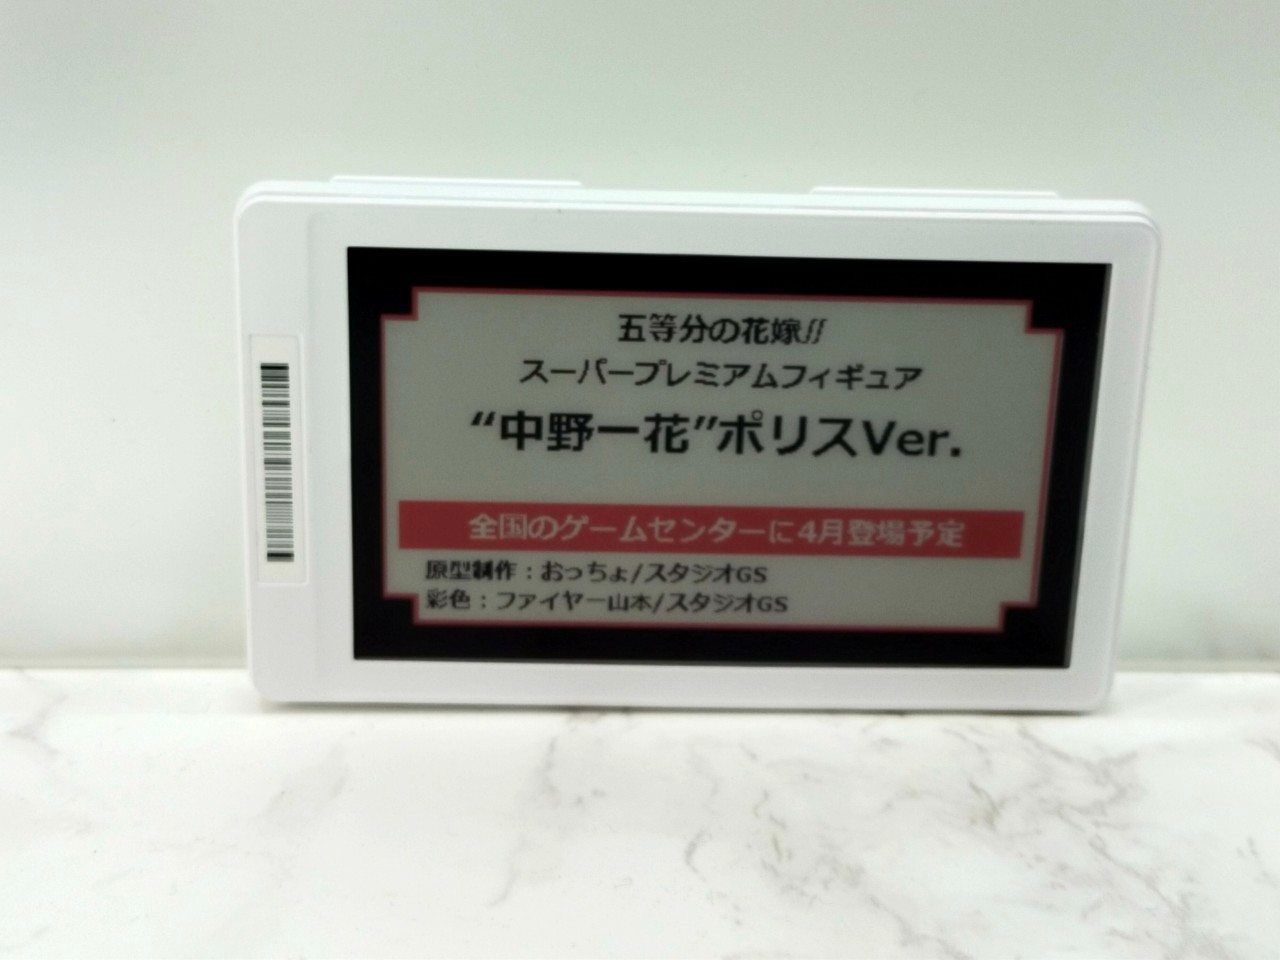 五等分の花嫁∬
スーパープレミアムフィギュア
“中野一花”ポリスVer.
全国のゲームセンターに4月登場予定
原型制作：おっちょ/スタジオGS
彩色：ファイヤー山本/スタジオGS